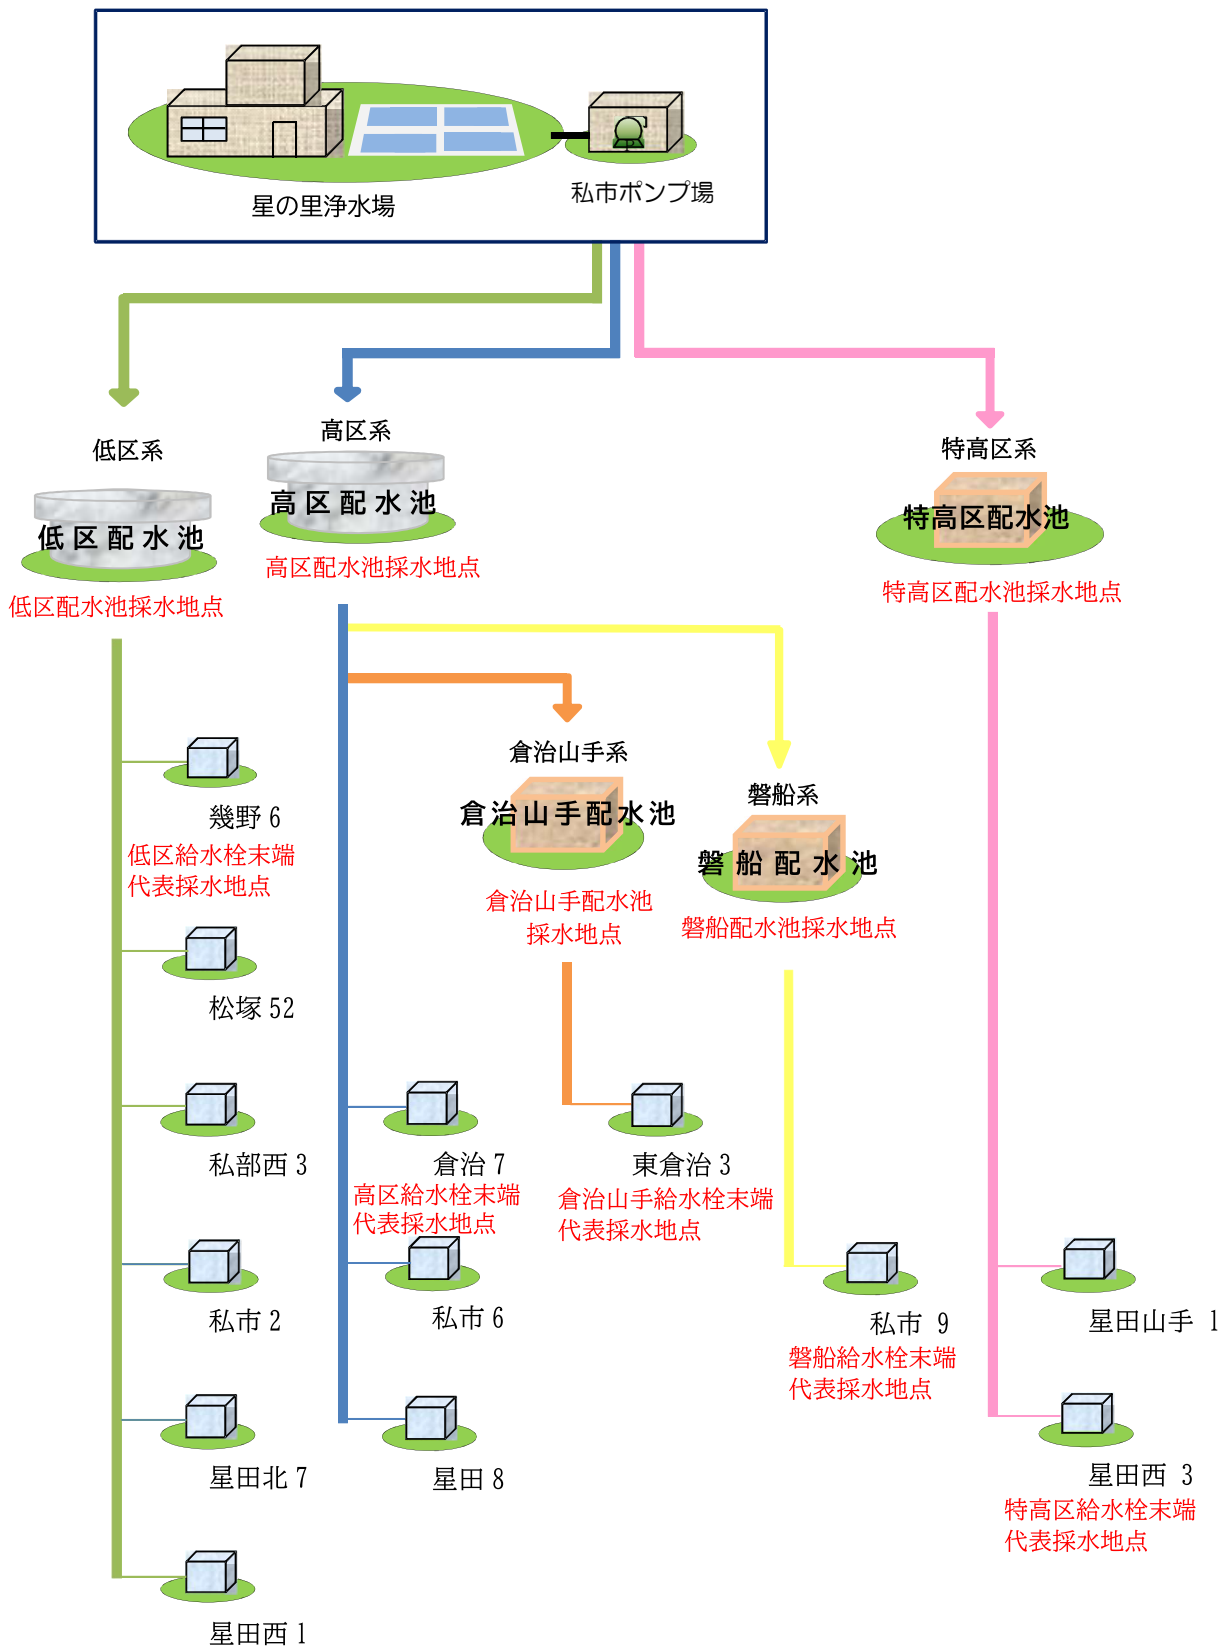 星の里浄水場
私市ポンプ場
低区系
高区系
特高区系
低区配水池
高区配水池
特高区配水池
低区配水池採水地点
高区配水池採水地点
特高区配水池採水地点
倉治山手系
磐船系
倉治山手配水池
磐船配水池
倉治山手配水池
採水地点
磐船配水池採水地点
幾野 6
低区給水栓末端
代表採水地点
松塚 52
私部西 3
倉治 7
高区給水栓末端
代表採水地点
東倉治 3
倉治山手給水栓末端
代表採水地点
私市 2
私市 6
私市 9
磐船給水栓末端
代表採水地点
星田山手 1
星田北 7
星田 8
星田西 3
特高区給水栓末端
代表採水地点
星田西 1